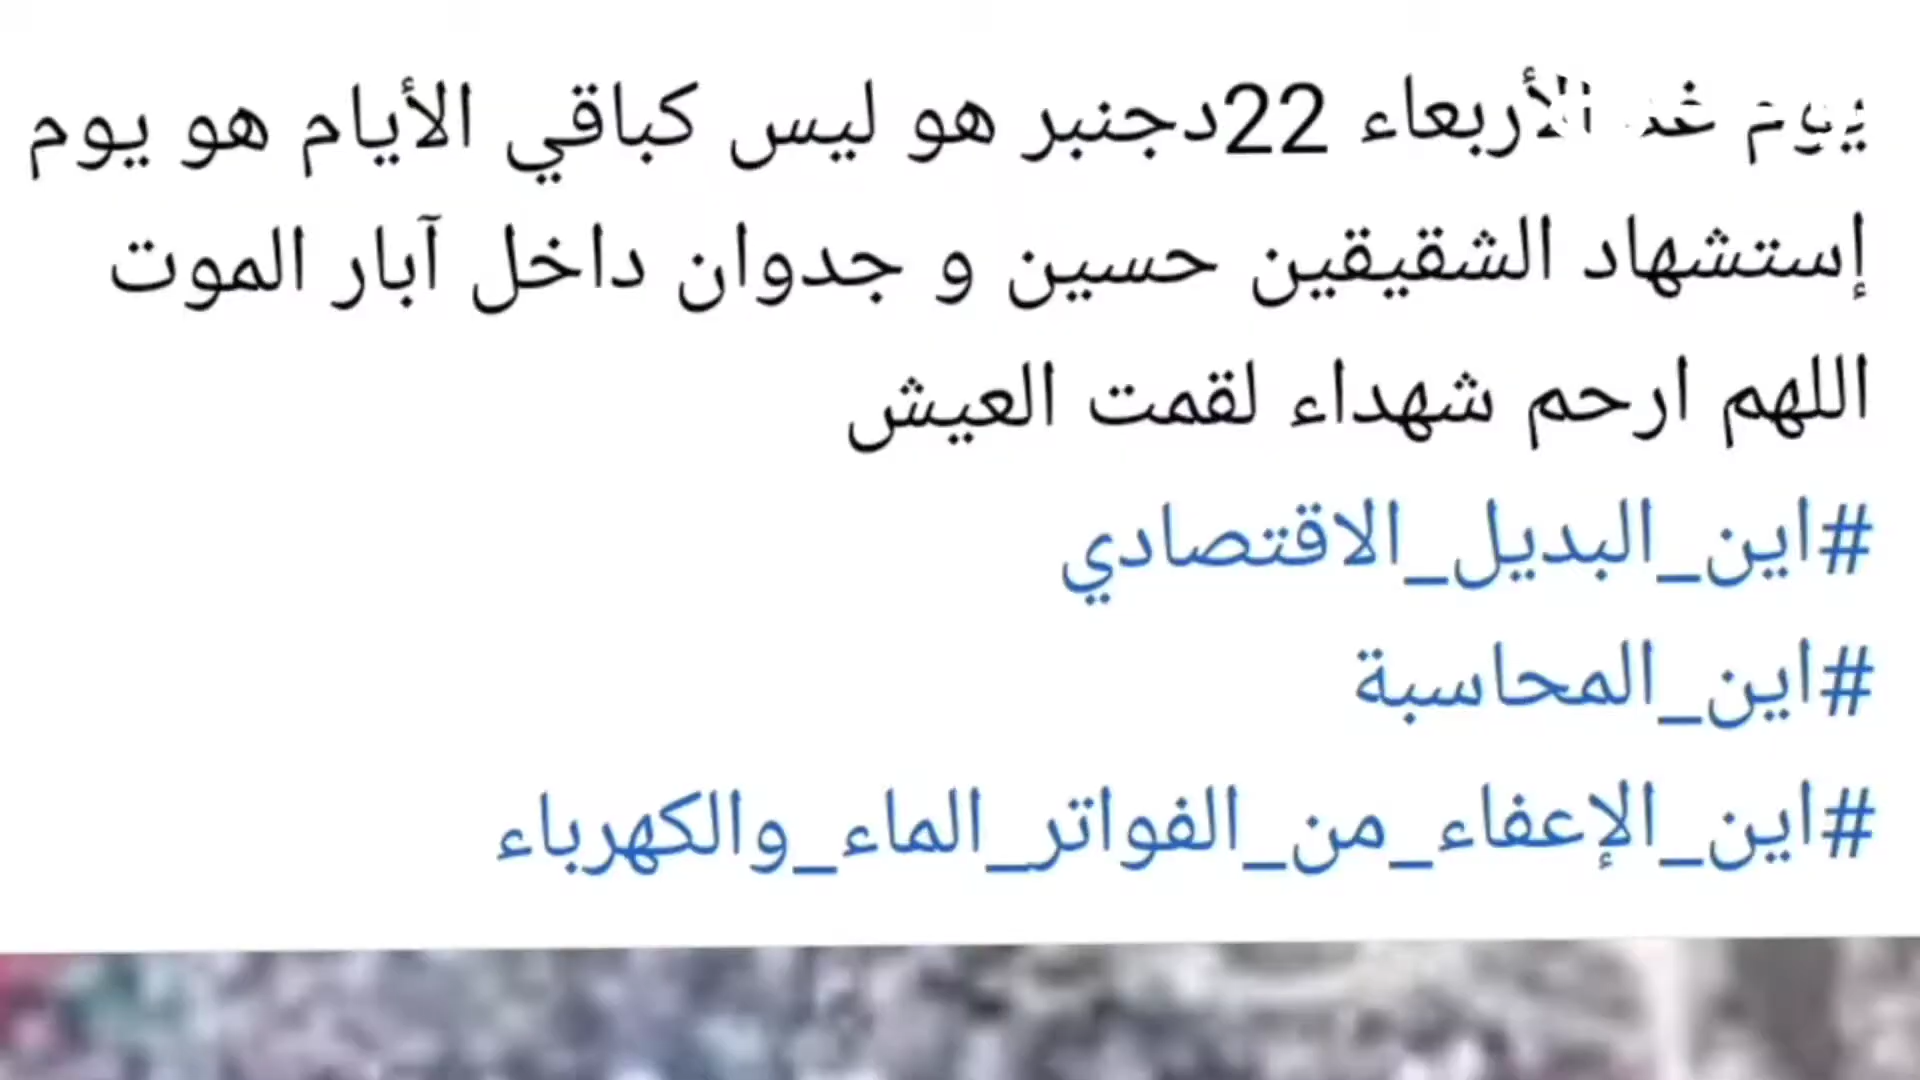 يوم غد الأربعاء 22دجنبر هو ليس كباقي الأيام هو يوم
إستشهاد الشقيقين حسين و جدوان داخل آبار الموت
اللهم ارحم شهداء لقمت العيش
#اين_البديل_الاقتصادي
#اين_المحاسبة
#اين_الإعفاء_من_الفواتر_الماء_والكهرباء